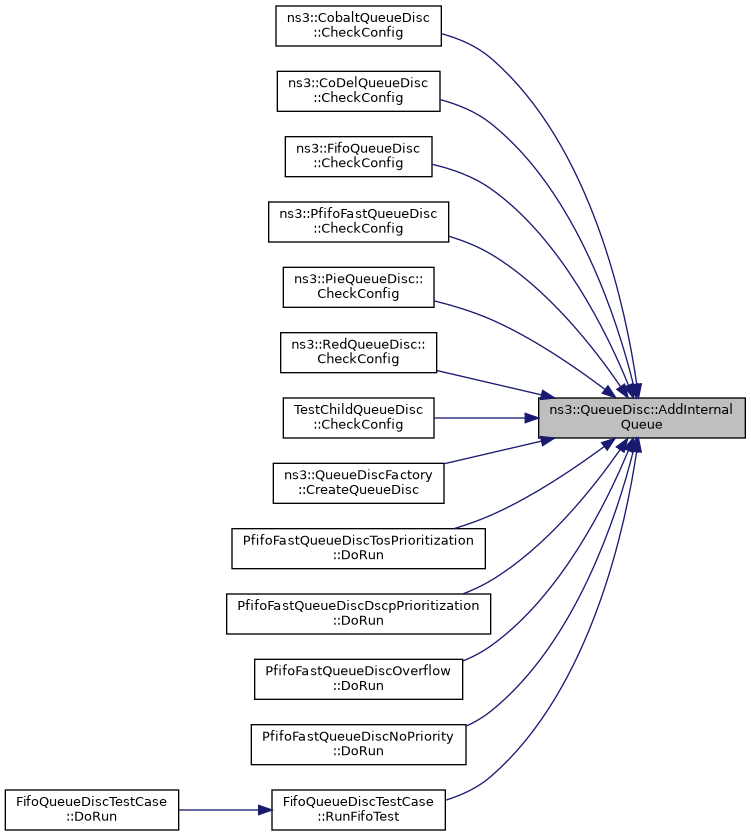 ns3::CobaltQueueDisc
::CheckConfig
ns3::CoDelQueueDisc
::CheckConfig
ns3::FifoQueueDisc
::CheckConfig
ns3::PfifoFastQueueDisc
::CheckConfig
ns3::PieQueueDisc::
CheckConfig
ns3::RedQueueDisc::
CheckConfig
TestChildQueueDisc
::CheckConfig
ns3::QueueDisc::AddInternal
Queue
ns3::QueueDiscFactory
::CreateQueueDisc
PfifoFastQueueDiscTosPrioritization
::DoRun
PfifoFastQueueDiscDscpPrioritization
::DoRun
PfifoFastQueueDiscOverflow
::DoRun
PfifoFastQueueDiscNoPriority
::DoRun
FifoQueueDiscTestCase
::DoRun
FifoQueueDiscTestCase
::RunFifoTest